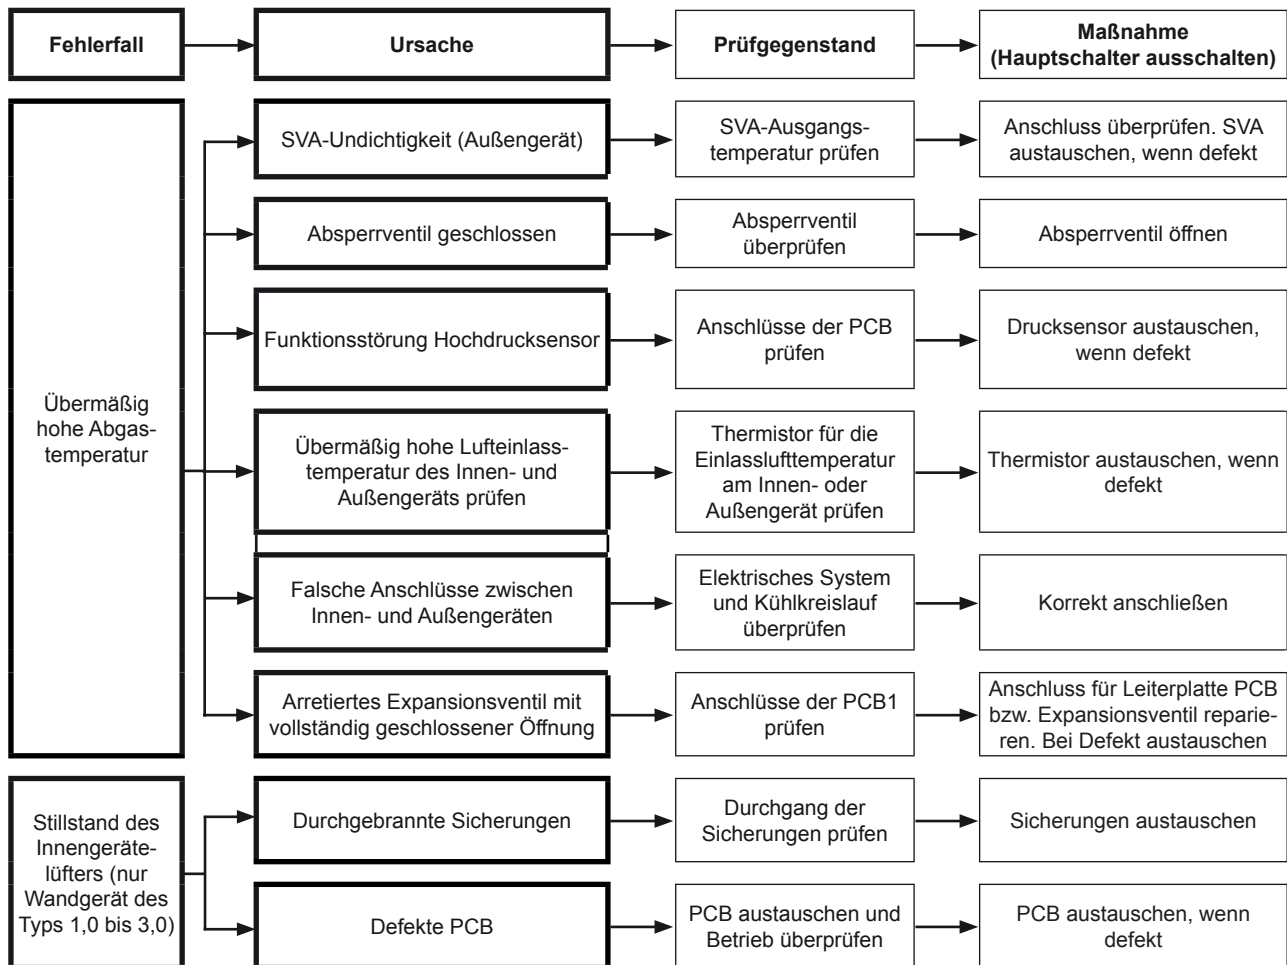 Fehlerfall
Ursache
Prüfgegenstand
Maßnahme
(Hauptschalter ausschalten)
Übermäßig
hohe Abgas-
temperatur
SVA-Undichtigkeit (Außengerät)
SVA-Ausgangs-
temperatur prüfen
Anschluss überprüfen. SVA
austauschen, wenn defekt
Absperrventil geschlossen
Absperrventil
überprüfen
Absperrventil öffnen
Funktionsstörung Hochdrucksensor
Anschlüsse der PCB
prüfen
Drucksensor austauschen,
wenn defekt
Übermäßig hohe Lufteinlass-
temperatur des Innen- und
Außengeräts prüfen
Thermistor für die
Einlasslufttemperatur
am Innen- oder
Außengerät prüfen
Thermistor austauschen, wenn
defekt
Falsche Anschlüsse zwischen
Innen- und Außengeräten
Elektrisches System
und Kühlkreislauf
überprüfen
Korrekt anschließen
Arretiertes Expansionsventil mit
vollständig geschlossener Öffnung
Anschlüsse der PCB1
prüfen
Anschluss für Leiterplatte PCB
bzw. Expansionsventil reparie-
ren. Bei Defekt austauschen
Stillstand des
Innengeräte-
lüfters (nur
Wandgerät des
Typs 1,0 bis 3,0)
Durchgebrannte Sicherungen
Durchgang der
Sicherungen prüfen
Sicherungen austauschen
Defekte PCB
PCB austauschen und
Betrieb überprüfen
PCB austauschen, wenn
defekt